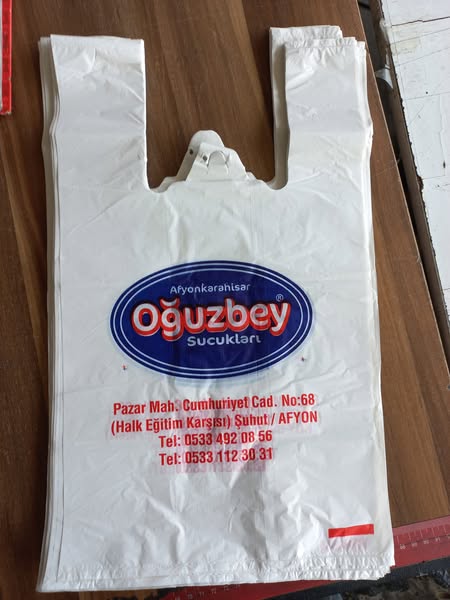 Afyonkarahisar
Oğuzbey ®
Sucukları
Pazar Mah. Cumhuriyet Cad. No:68
(Halk Eğitim Karşısı) Şuhut / AFYON
Tel: 0533 492 08 56
Tel: 0533 112 30 31